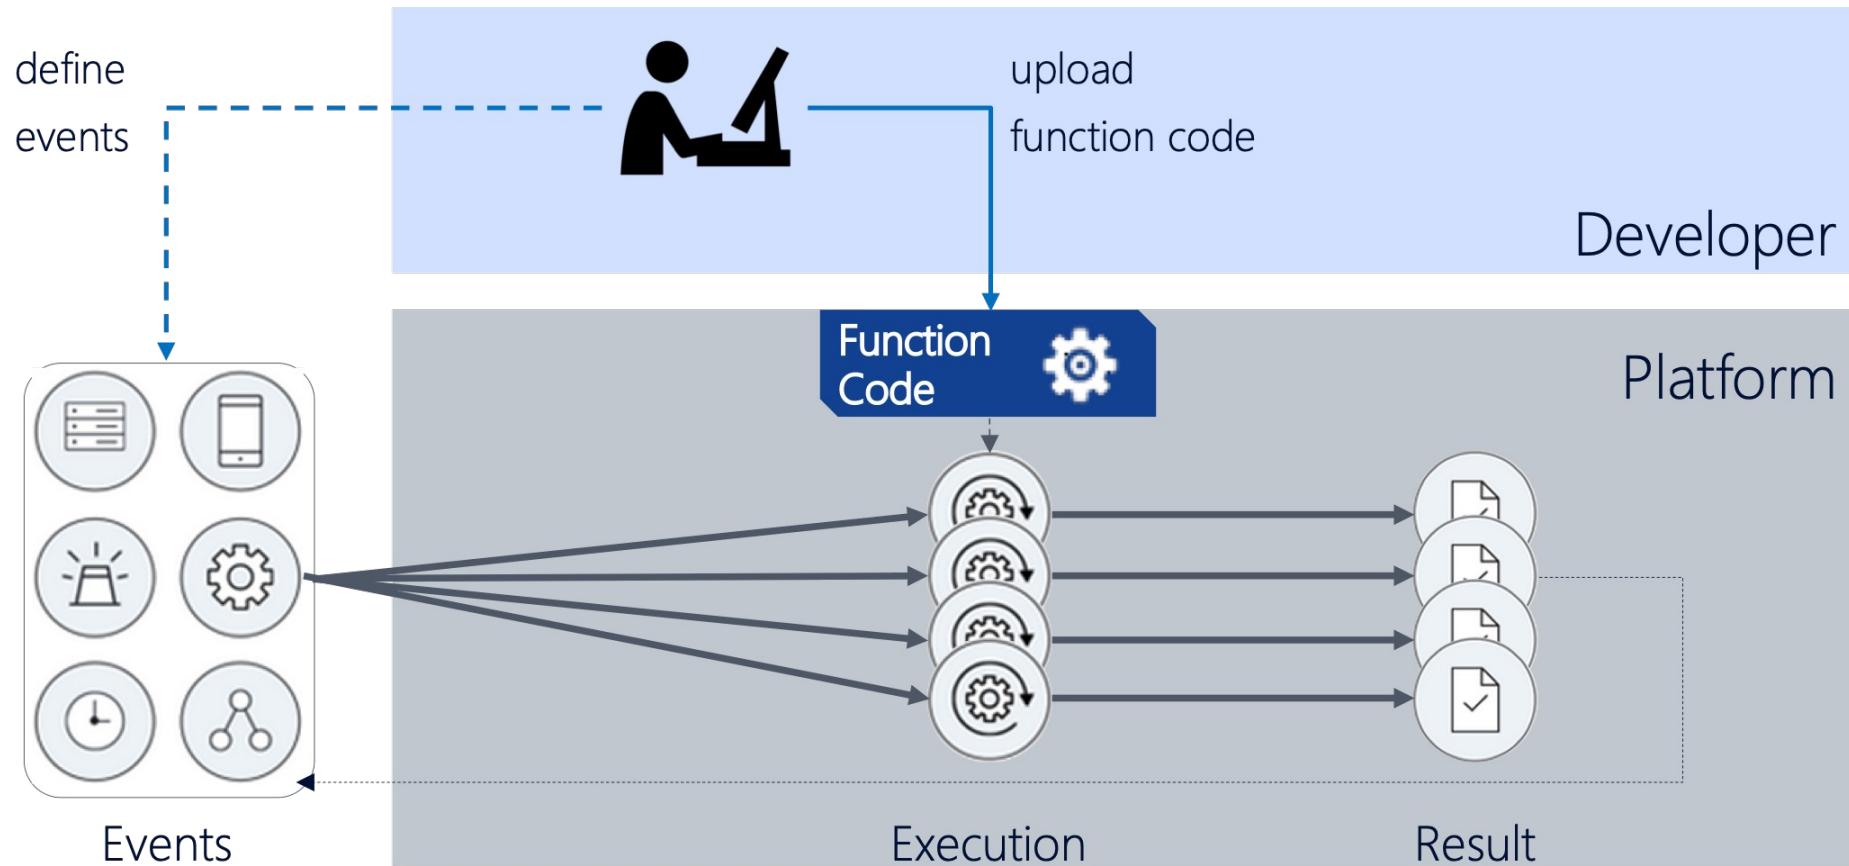 define
events
upload
function code
Developer
Function
Code
Platform
Events
Execution
Result